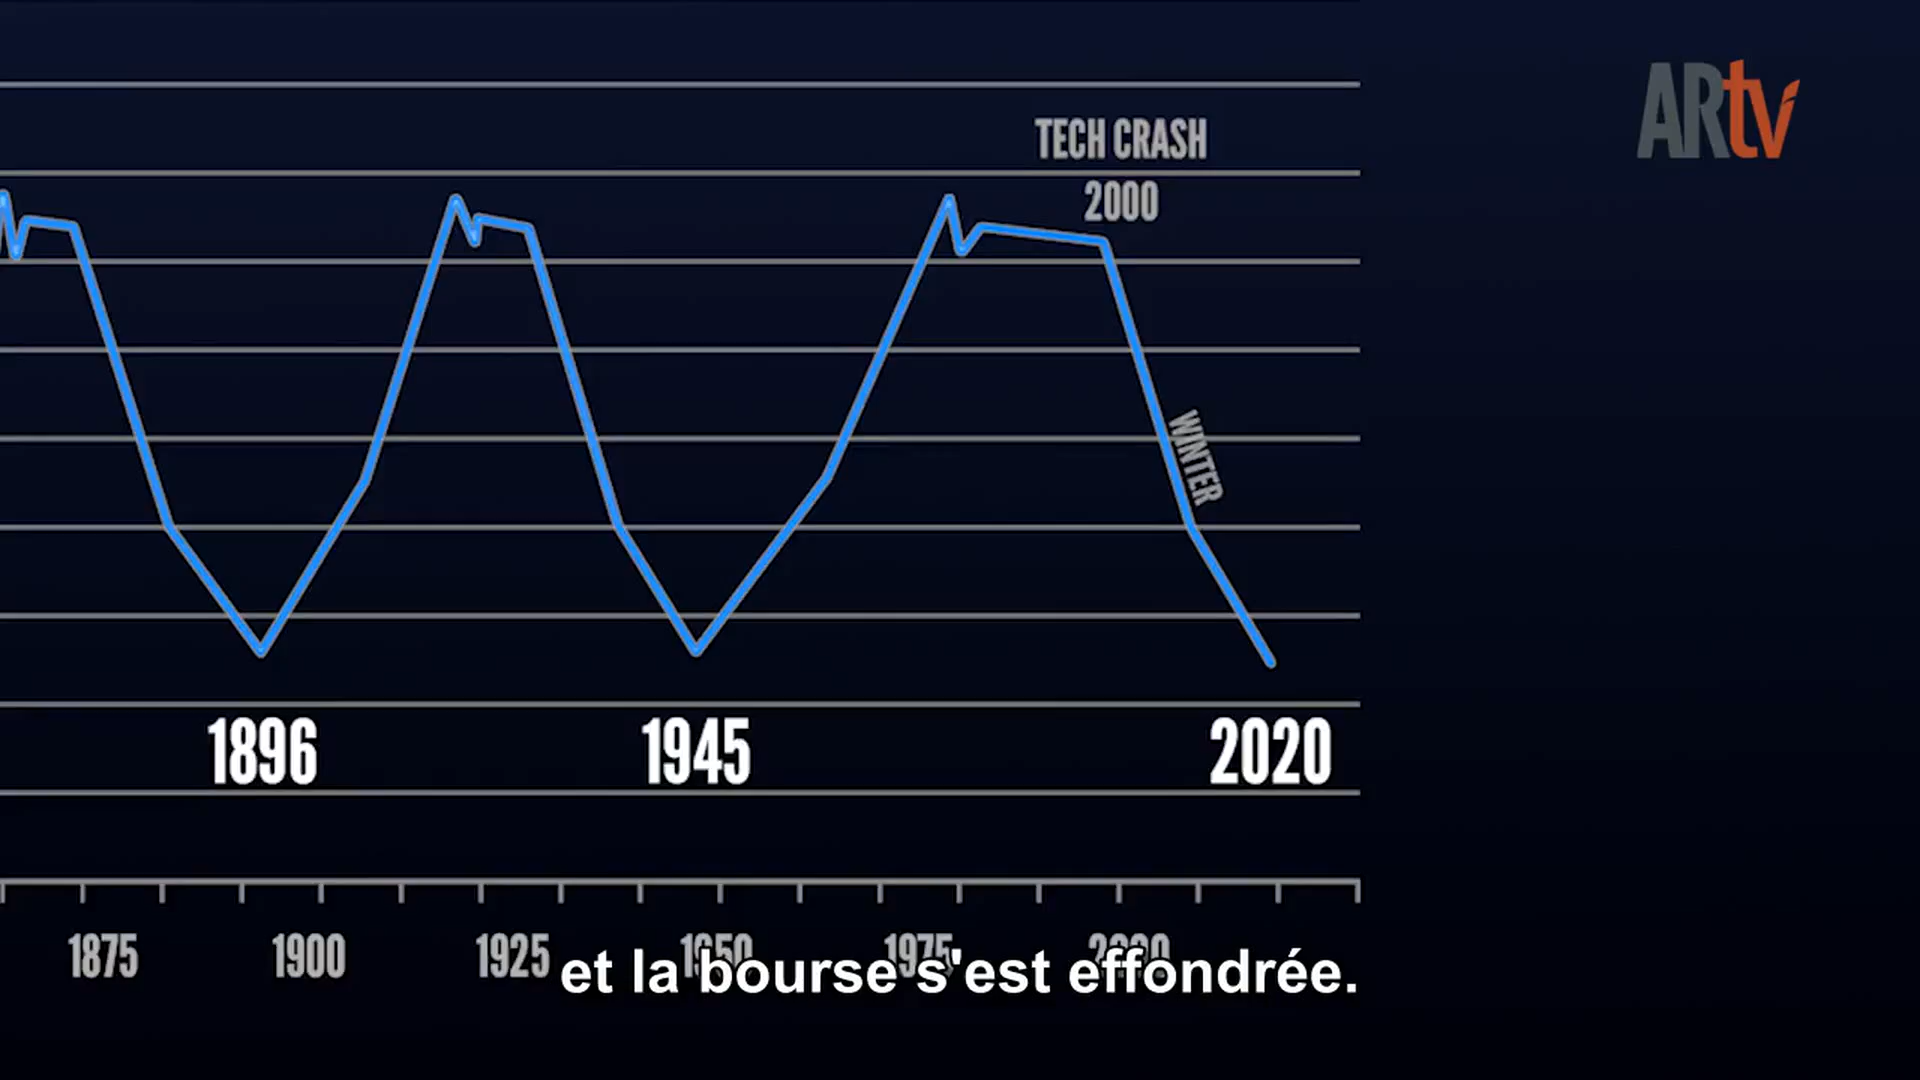 ARtv
TECH CRASH
2000
WINTER
1896 1945 2020
1875 1900 1925 1950 1975 2000
et la bourse s'est effondrée.